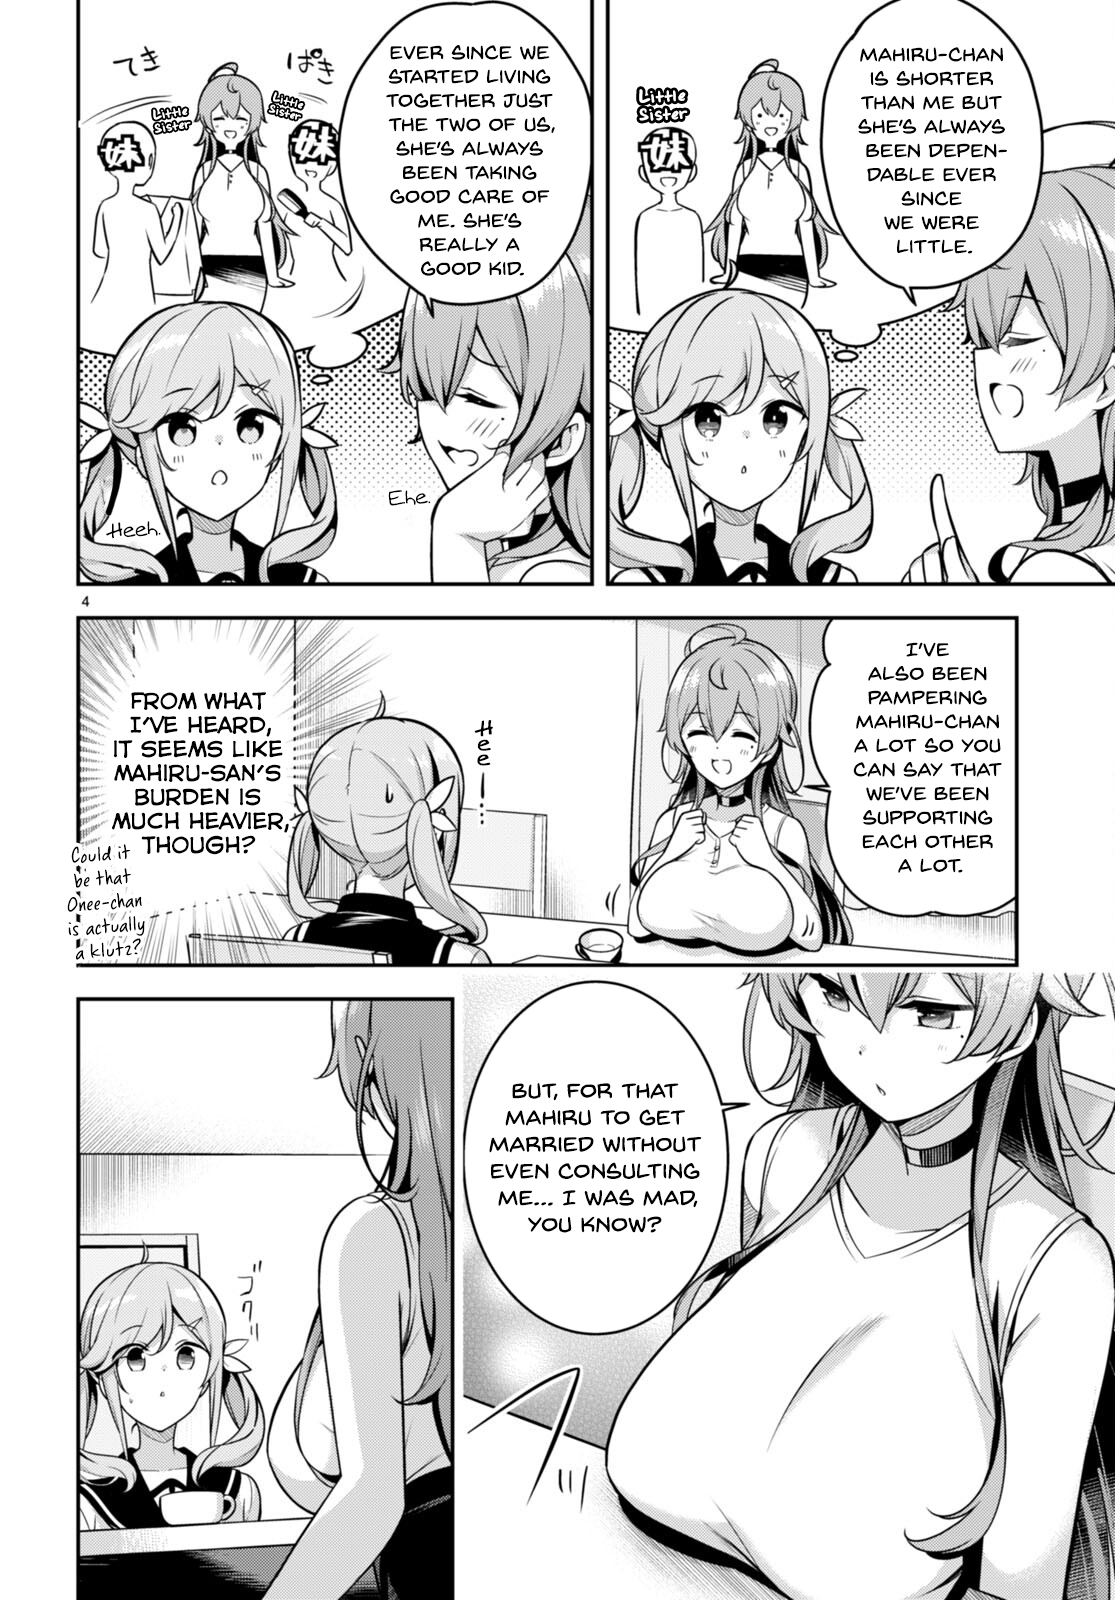 MAHIRU-CHAN
IS SHORTER
THAN ME BUT
SHE'S ALWAYS
BEEN DEPEN-
DABLE EVER
SINCE
WE WERE
LITTLE.
Little
Sister
妹
EVER SINCE WE
STARTED LIVING
TOGETHER JUST
THE TWO OF US,
SHE'S ALWAYS
BEEN TAKING
GOOD CARE OF
ME. SHE'S
REALLY A
GOOD KID.
ぱき
てき
Little
Sister
妹
Little
Sister
妹
Ehe.
Heeh.
4
I'VE
ALSO BEEN
PAMPERING
MAHIRU-CHAN
A LOT SO YOU
CAN SAY THAT
WE'VE BEEN
SUPPORTING
EACH OTHER
A LOT.
Hee...
FROM WHAT
I'VE HEARD,
IT SEEMS LIKE
MAHIRU-SAN'S
BURDEN IS
MUCH HEAVIER,
THOUGH?
Could it
be that
Onee-chan
is actually
a klutz?
BUT, FOR THAT
MAHIRU TO GET
MARRIED WITHOUT
EVEN CONSULTING
ME... I WAS MAD,
YOU KNOW?
ゴク